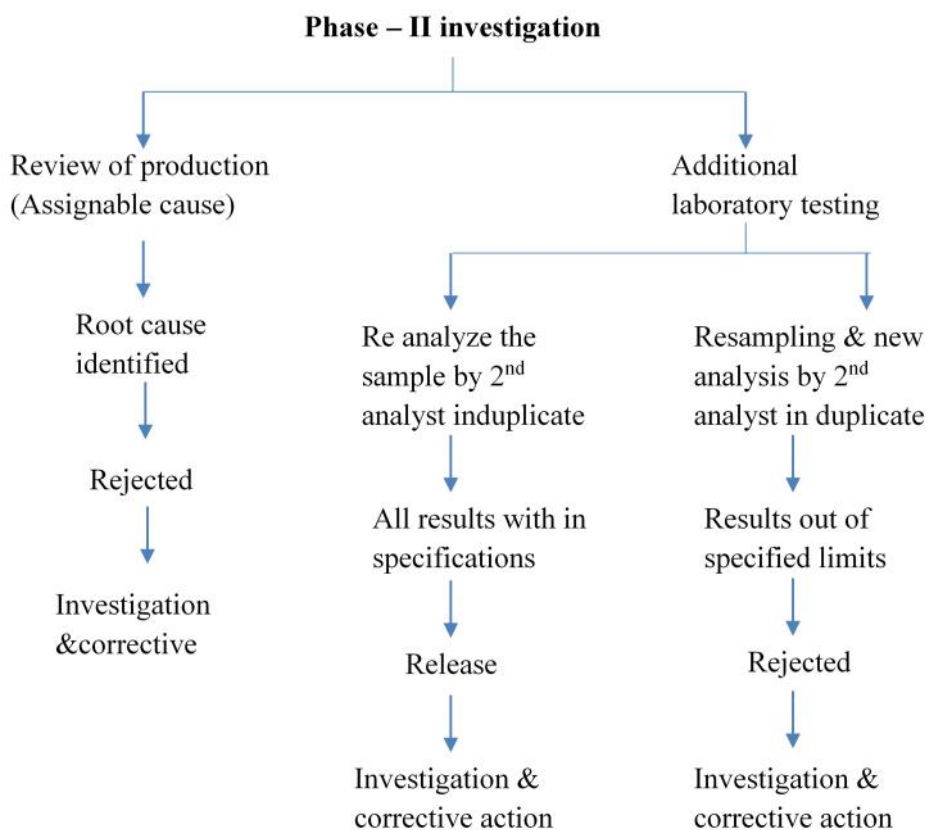 Phase – II investigation
Review of production
(Assignable cause)
Additional
laboratory testing
Root cause
identified
Re analyze the
sample by 2nd
analyst induplicate
Resampling & new
analysis by 2nd
analyst in duplicate
Rejected
All results with in
specifications
Results out of
specified limits
Investigation
&corrective
Release
Rejected
Investigation &
corrective action
Investigation &
corrective action